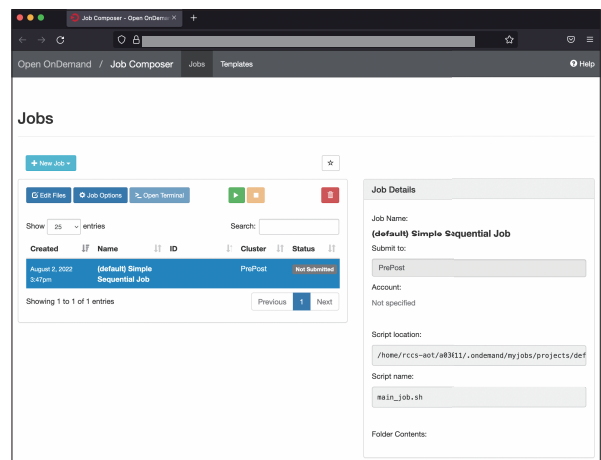 Job Composer - Open OnDema
Open OnDemand / Job Composer Jobs Templates Help
Jobs
+ New Job
Edit Files Job Options >_ Open Terminal
Show 25 entries Search:
Created Name ID Cluster Status
August 2, 2022 (default) Simple PrePost Not Submitted
3:47pm Sequential Job
Showing 1 to 1 of 1 entries Previous 1 Next
Job Details
Job Name:
(default) Simple Sequential Job
Submit to:
PrePost
Account:
Not specified
Script location:
/home/rccs-aot/a03611/.ondemand/myjobs/projects/def
Script name:
main_job.sh
Folder Contents: